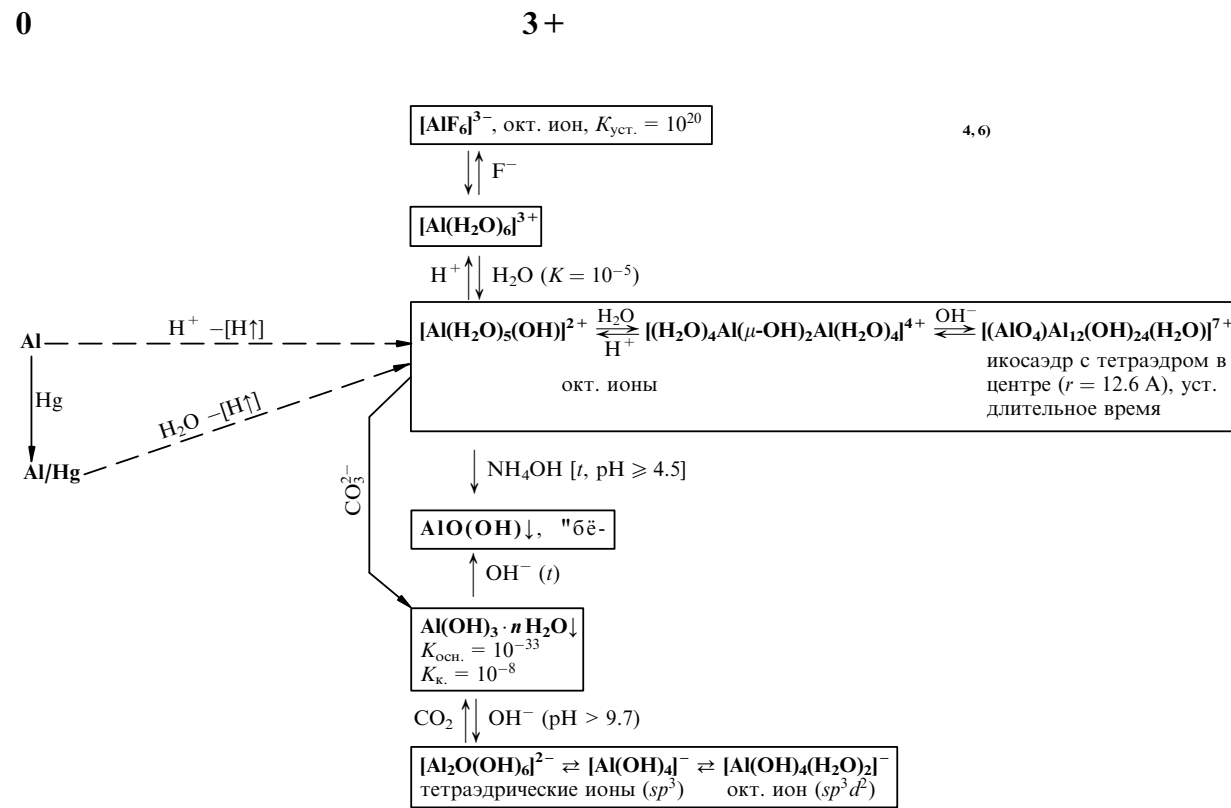 0 3+
[AlF₆]³⁻, окт. ион, Kуст. = 10²⁰
4, 6)
F⁻
[Al(H₂O)₆]³⁺
H⁺ H₂O (K = 10⁻⁵)
[Al(H₂O)₅(OH)]²⁺ H₂O H⁺ [(H₂O)₄Al(μ-OH)₂Al(H₂O)₄]⁴⁺ OH⁻ [(AlO₄)Al₁₂(OH)₂₄(H₂O)]⁷⁺
окт. ионы
икосаэдр с тетраэдром в
центре (r = 12.6 A), уст.
длительное время
H⁺ –[H↑]
Al
Hg
H₂O –[H↑]
Al/Hg
CO₃²⁻
NH₄OH [t, pH ⩾ 4.5]
AlO(OH)↓, "бё-
OH⁻ (t)
Al(OH)₃ · n H₂O↓
Kосн. = 10⁻³³
Kк. = 10⁻⁸
CO₂ OH⁻ (pH > 9.7)
[Al₂O(OH)₆]²⁻ ⇄ [Al(OH)₄]⁻ ⇄ [Al(OH)₄(H₂O)₂]⁻
тетраэдрические ионы (sp³) окт. ион (sp³d²)